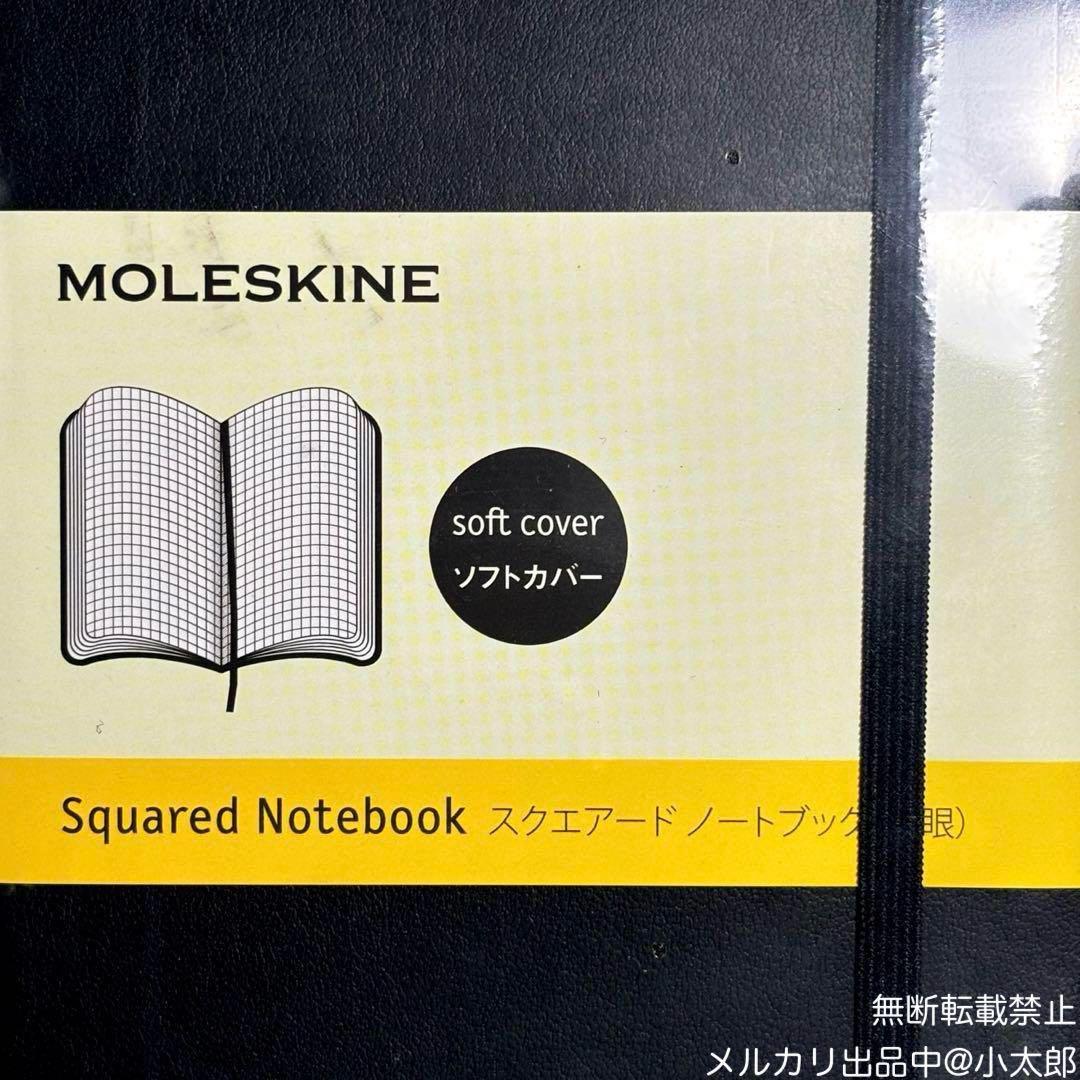 MOLESKINE
soft cover
ソフトカバー
Squared Notebook スクエアード ノートブック 眼）
無断転載禁止
メルカリ出品中@小太郎